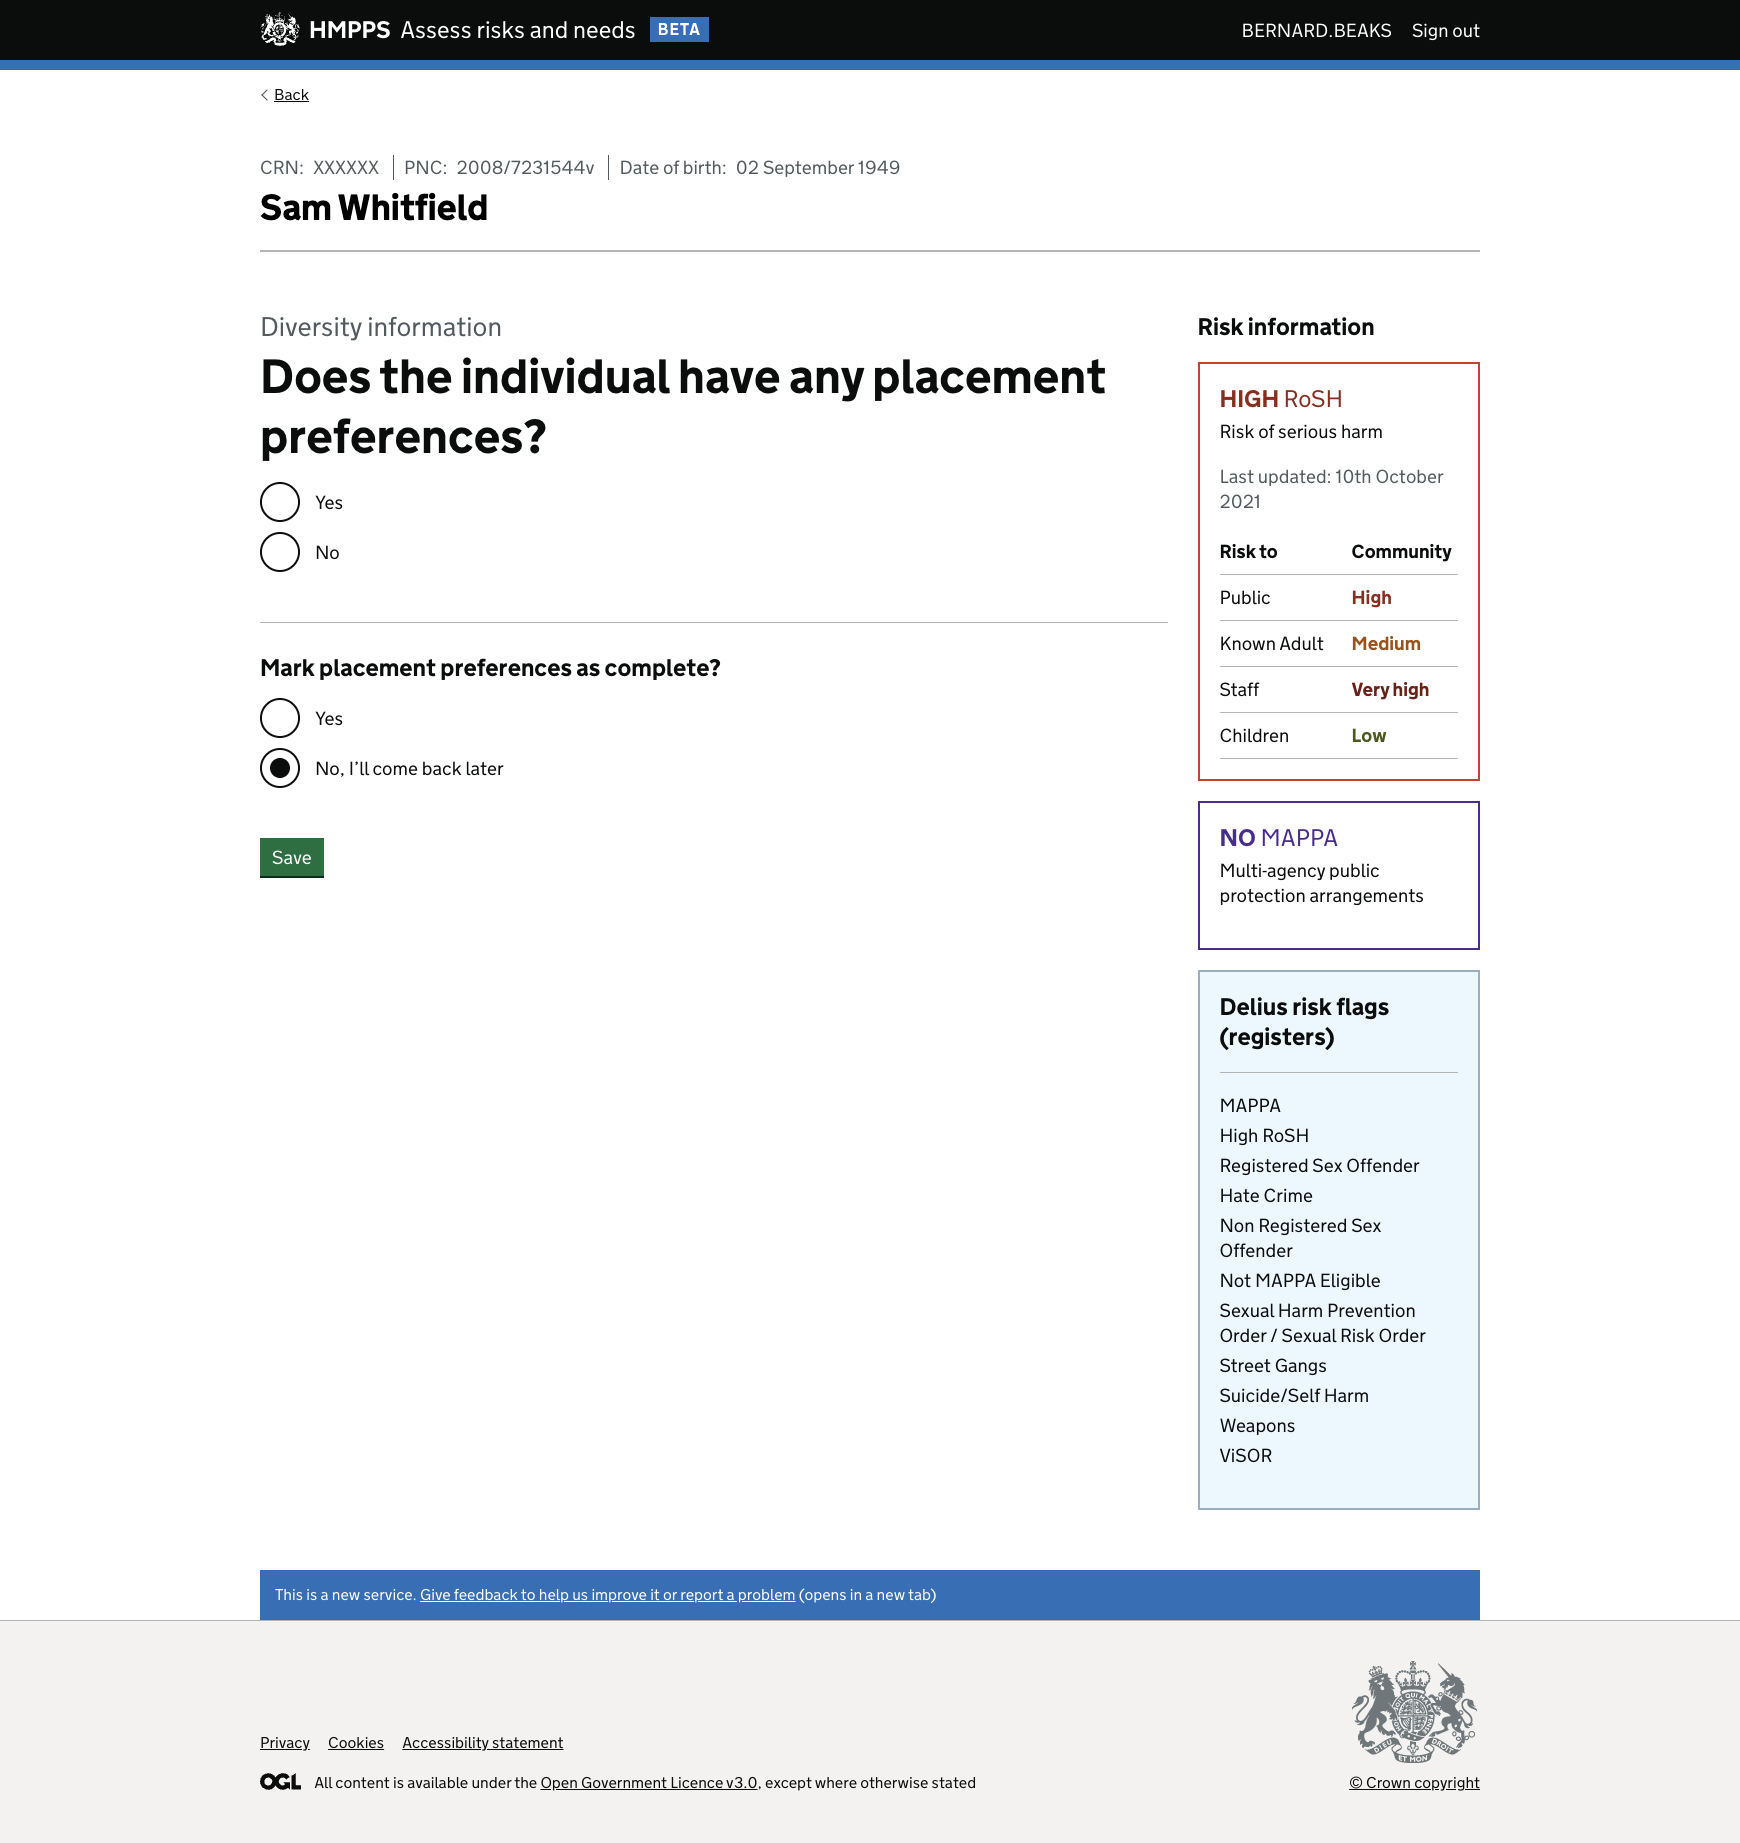 HMPPS Assess risks and needs BETA
BERNARD.BEAKS Sign out
Back
CRN: XXXXXX PNC: 2008/7231544v Date of birth: 02 September 1949
Sam Whitfield
Diversity information
Does the individual have any placement
preferences?
Yes
No
Mark placement preferences as complete?
Yes
No, I’ll come back later
Save
Risk information
HIGH RoSH
Risk of serious harm
Last updated: 10th October
2021
Risk to Community
Public High
Known Adult Medium
Staff Very high
Children Low
NO MAPPA
Multi-agency public
protection arrangements
Delius risk flags
(registers)
MAPPA
High RoSH
Registered Sex Offender
Hate Crime
Non Registered Sex
Offender
Not MAPPA Eligible
Sexual Harm Prevention
Order / Sexual Risk Order
Street Gangs
Suicide/Self Harm
Weapons
ViSOR
This is a new service. Give feedback to help us improve it or report a problem (opens in a new tab)
Privacy Cookies Accessibility statement
OGL All content is available under the Open Government Licence v3.0, except where otherwise stated
DIEU ET MON DROIT
© Crown copyright